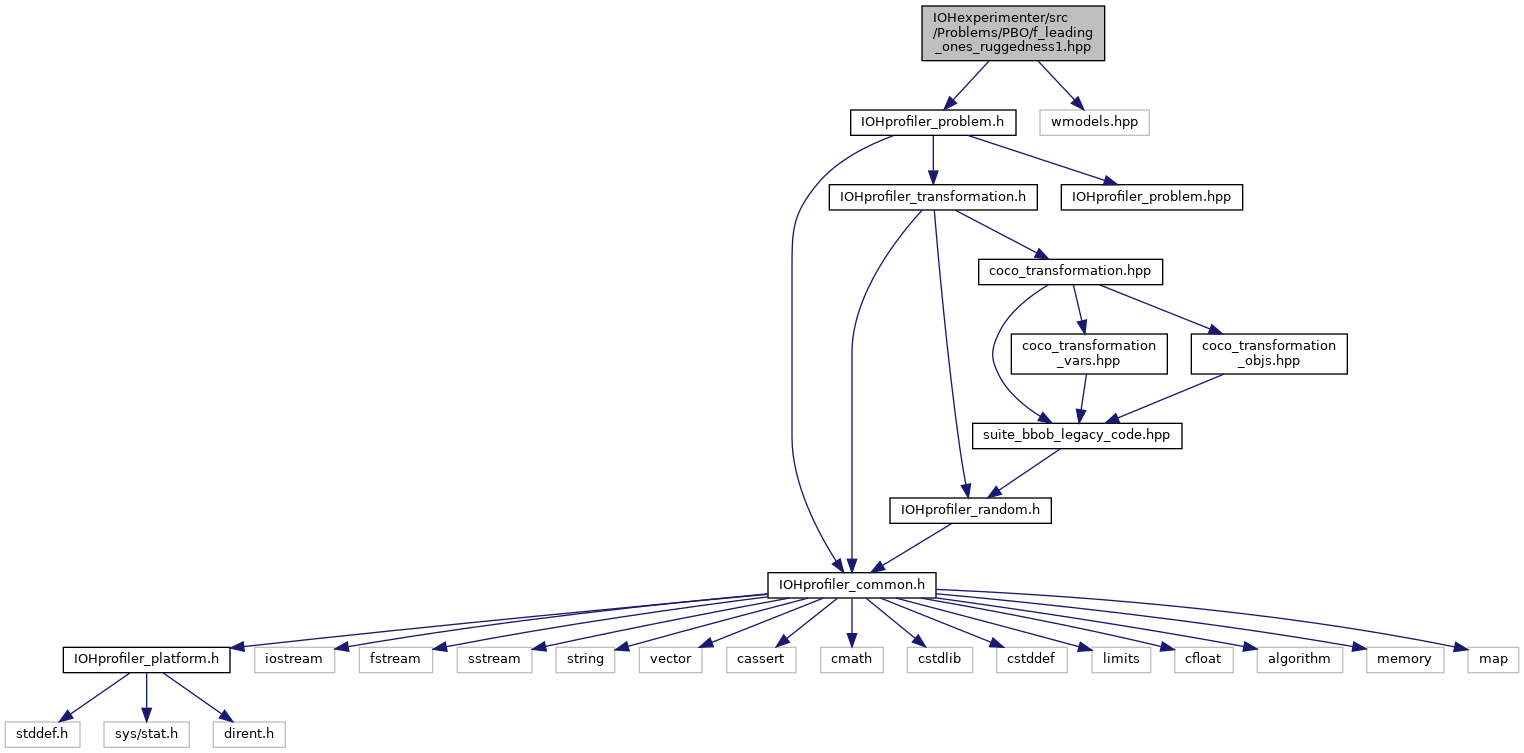 IOHexperimenter/src
/Problems/PBO/f_leading
_ones_ruggedness1.hpp
IOHprofiler_problem.h
wmodels.hpp
IOHprofiler_transformation.h
IOHprofiler_problem.hpp
coco_transformation.hpp
coco_transformation
_vars.hpp
coco_transformation
_objs.hpp
suite_bbob_legacy_code.hpp
IOHprofiler_random.h
IOHprofiler_common.h
IOHprofiler_platform.h
iostream
fstream
sstream
string
vector
cassert
cmath
cstdlib
cstddef
limits
cfloat
algorithm
memory
map
stddef.h
sys/stat.h
dirent.h